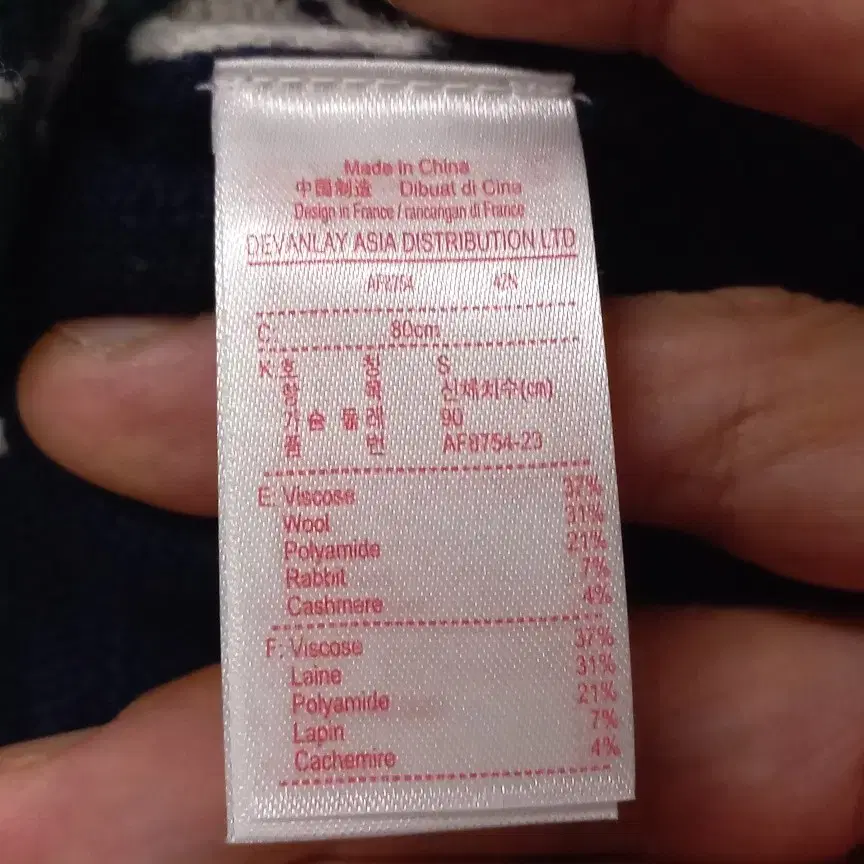 Made in China
中国制造 Dibuat di Cina
Design in France / rancangan di France
DEVANLAY ASIA DISTRIBUTION LTD
AF8754 42N
C. 80cm
K. 호 칭 S
항 목 신체치수(cm)
가 슴 둘 레 90
품 번 AF8754-23
E: Viscose 37%
Wool 31%
Polyamide 21%
Rabbit 7%
Cashmere 4%
F: Viscose 37%
Laine 31%
Polyamide 21%
Lapin 7%
Cachemire 4%